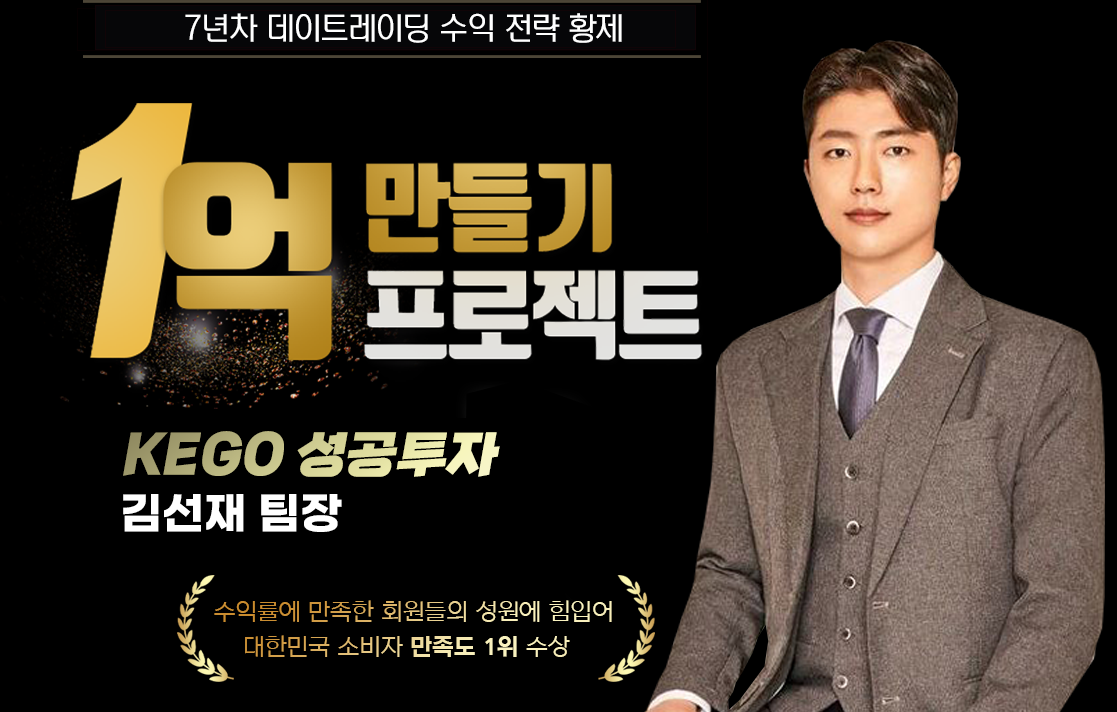 7년차 데이트레이딩 수익 전략 황제
1억 만들기
프로젝트
KEGO 성공투자
김선재 팀장
수익률에 만족한 회원들의 성원에 힘입어
대한민국 소비자 만족도 1위 수상